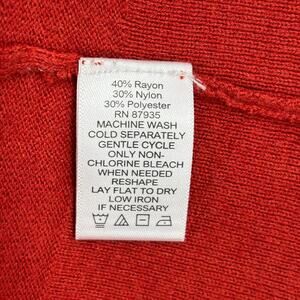 40% Rayon
30% Nylon
30% Polyester
RN 87935
MACHINE WASH
COLD SEPARATELY
GENTLE CYCLE
ONLY NON-
CHLORINE BLEACH
WHEN NEEDED
RESHAPE
LAY FLAT TO DRY
LOW IRON
IF NECESSARY